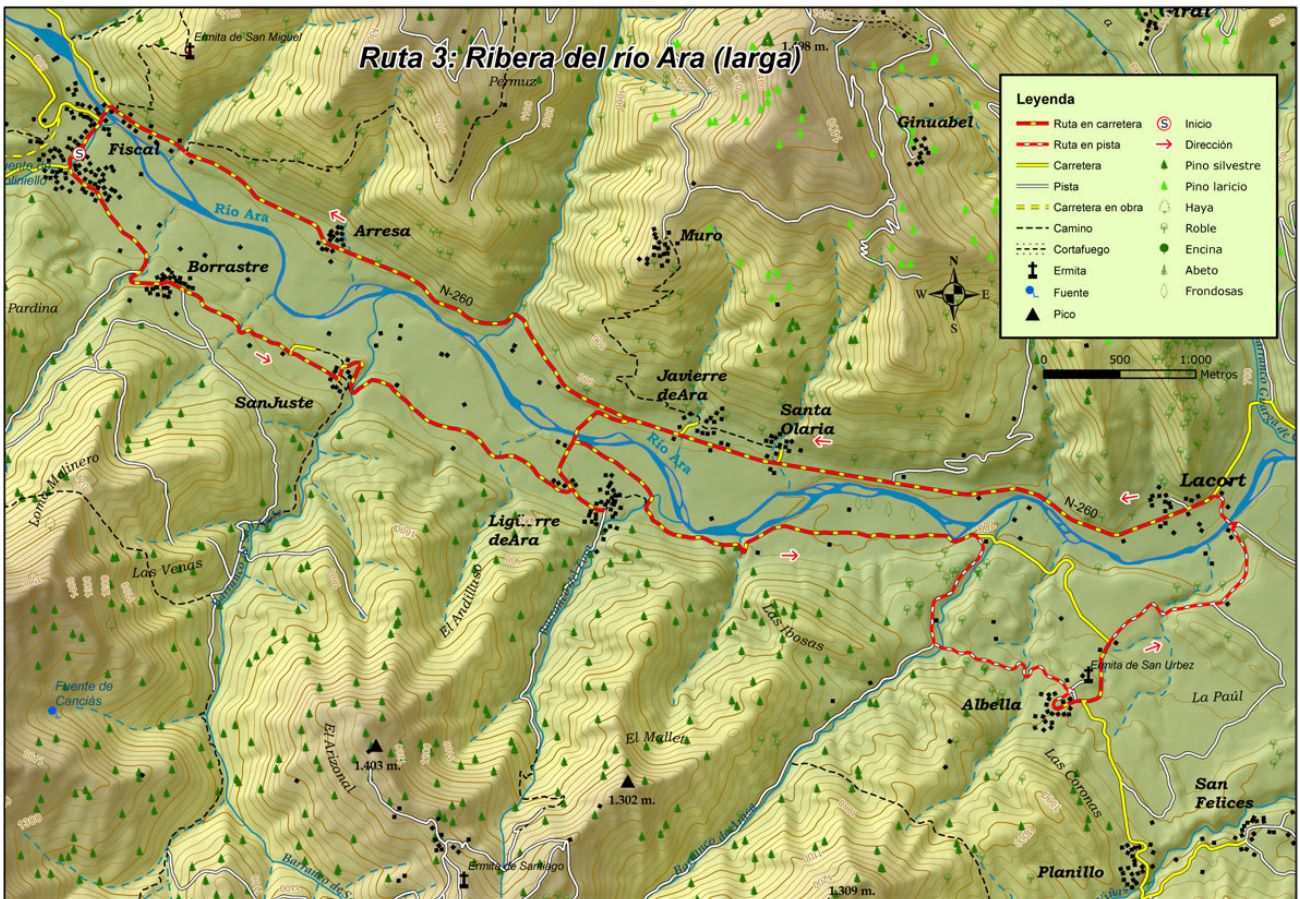 Ermita de San Miguel
Ruta 3: Ribera del río Ara (larga)
Permuz
Giral
Leyenda
Ruta en carretera
Ruta en pista
Carretera
Pista
Carretera en obra
Camino
Cortafuego
Ermita
Fuente
Pico
S Inicio
Dirección
Pino silvestre
Pino laricio
Haya
Roble
Encina
Abeto
Frondosas
Ginuabel
S
Fiscal
Río Ara
Arresa
Muro
Borrastre
N-260
Pardina
N
W E
S
0 500 1.000
Metros
SanJuste
Javierre
deAra
Santa
Olaria
Río Ara
Loma Molinero
Lacort
N-260
Ligüerre
deAra
Las Venas
El Andilluso
Las Ibosas
Ermita de San Urbez
Albella
La Paúl
Fuente de
Canciás
El Arizonal
1.403 m.
El Mallet
1.302 m.
Las Coronas
San
Felices
Planillo
Ermita de Santiago
1.309 m.
1300
1000
900